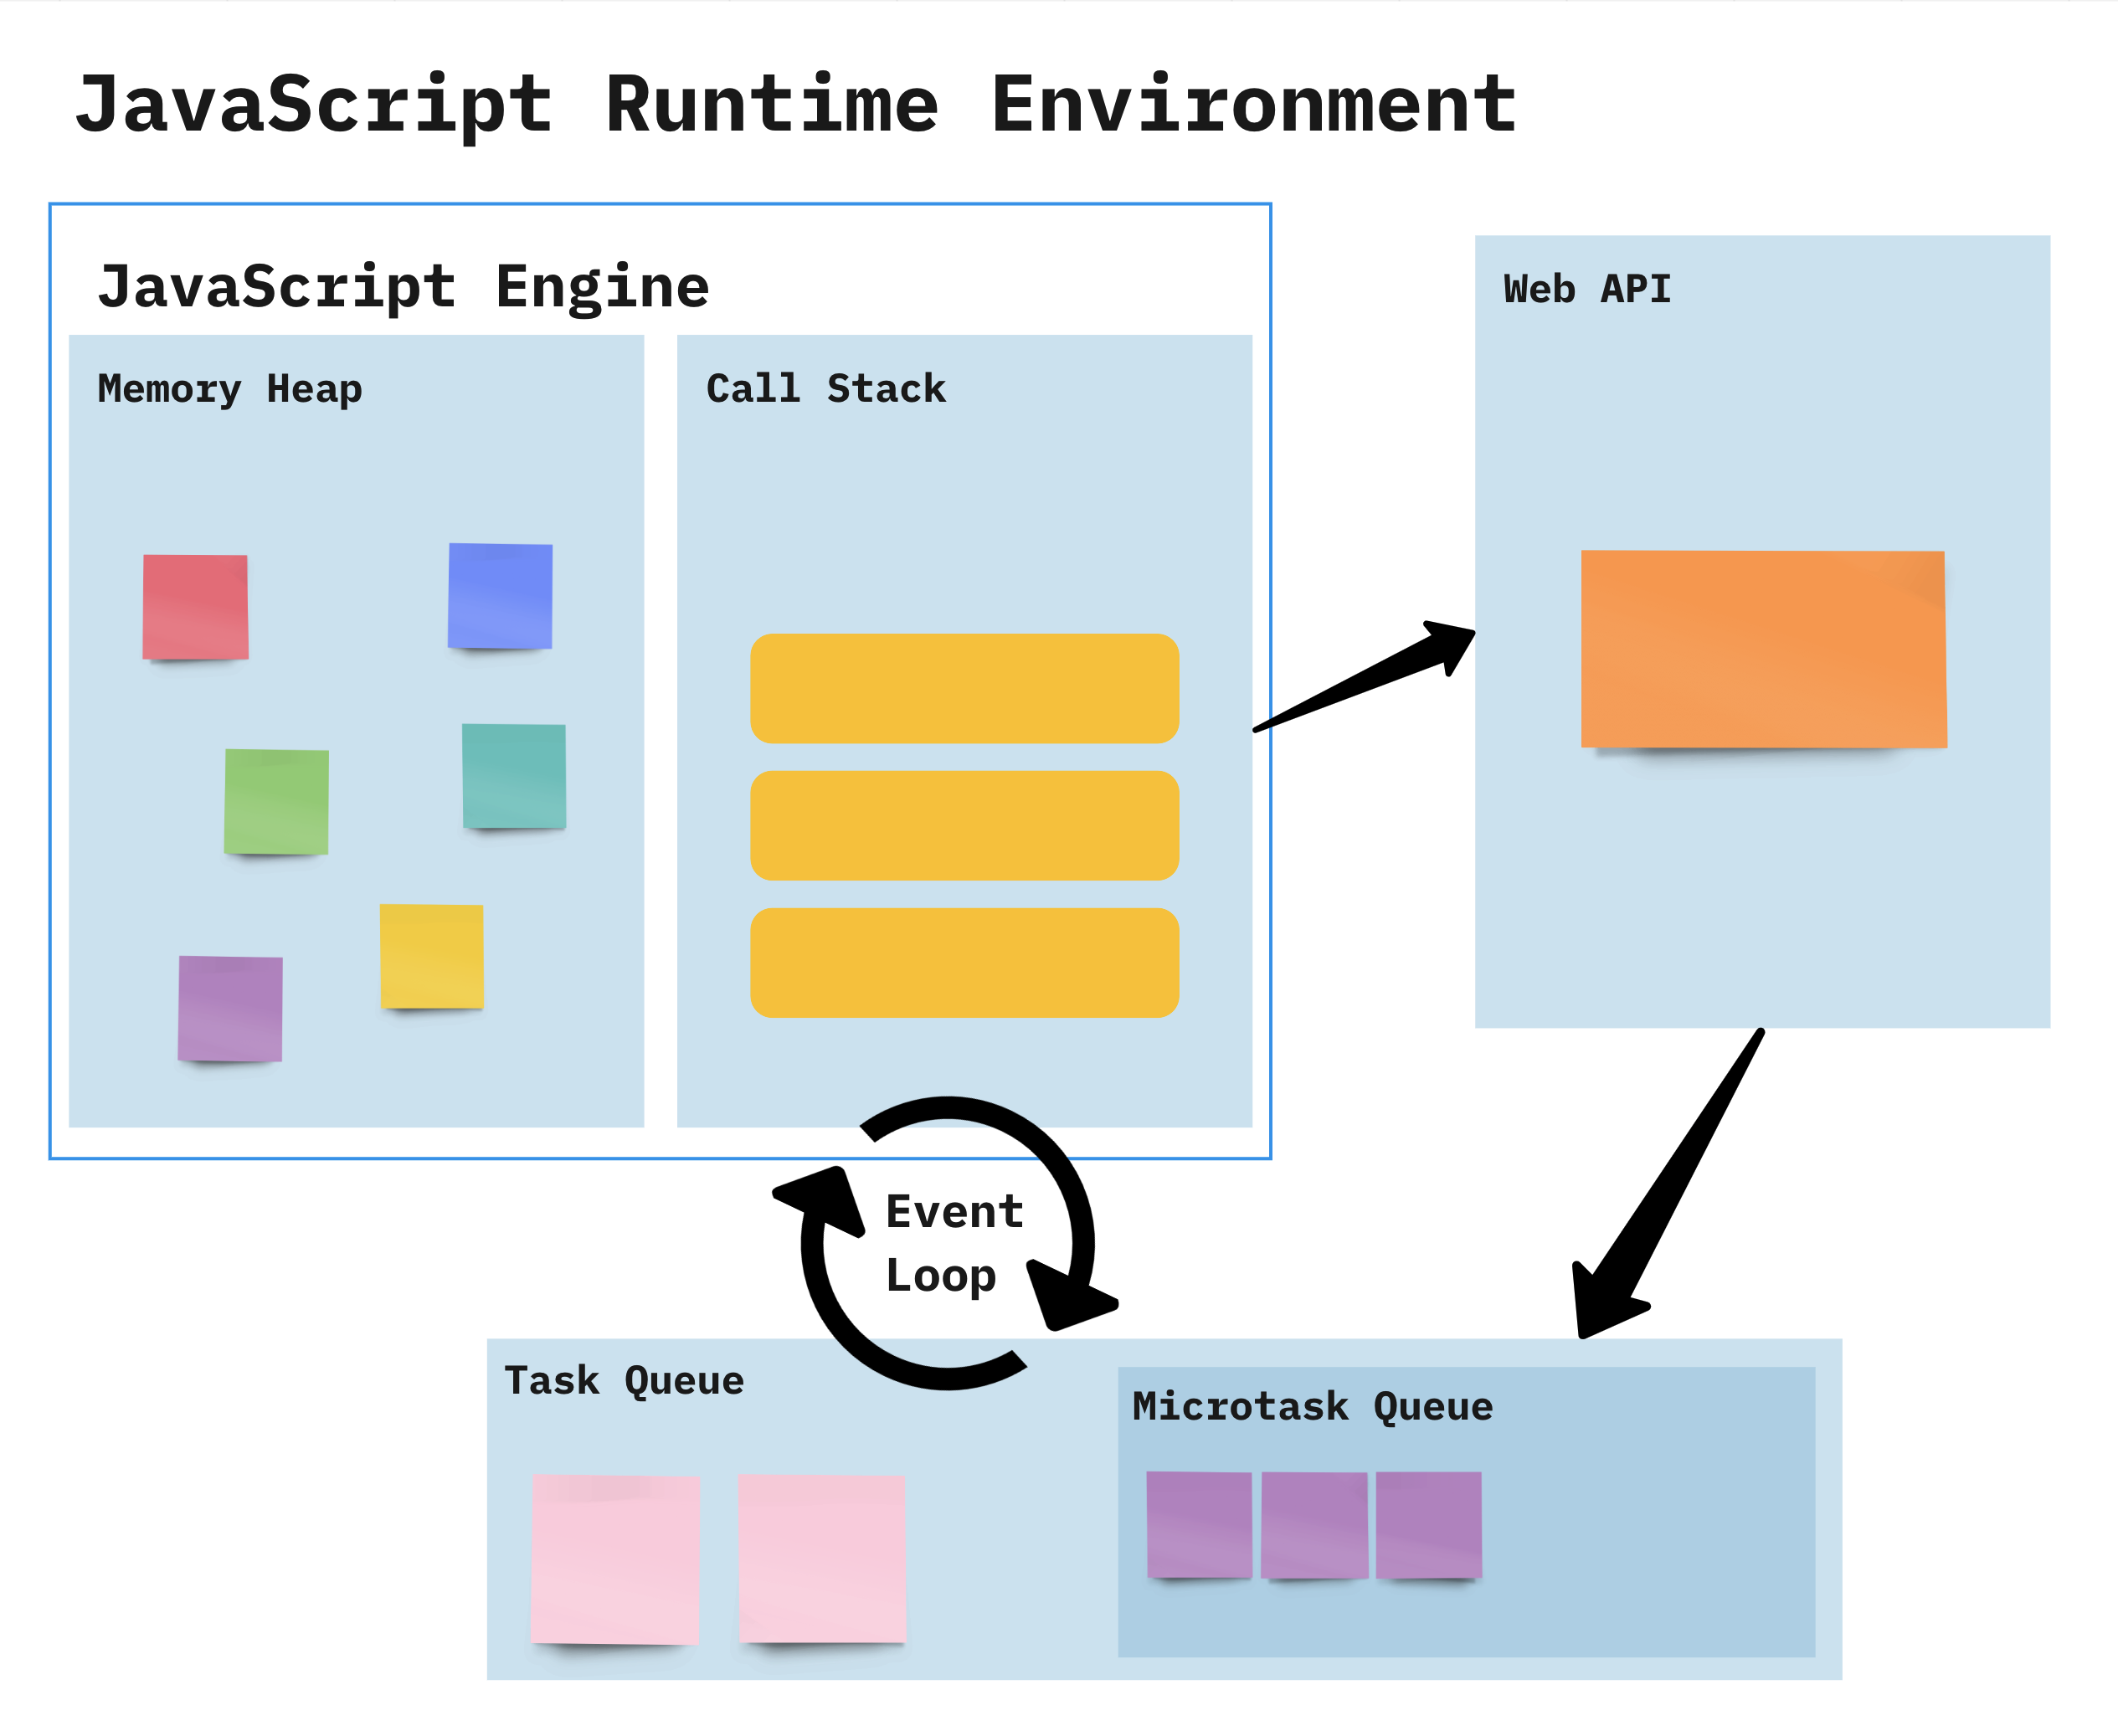 JavaScript Runtime Environment
JavaScript Engine
Memory Heap
Call Stack
Web API
Event
Loop
Task Queue
Microtask Queue